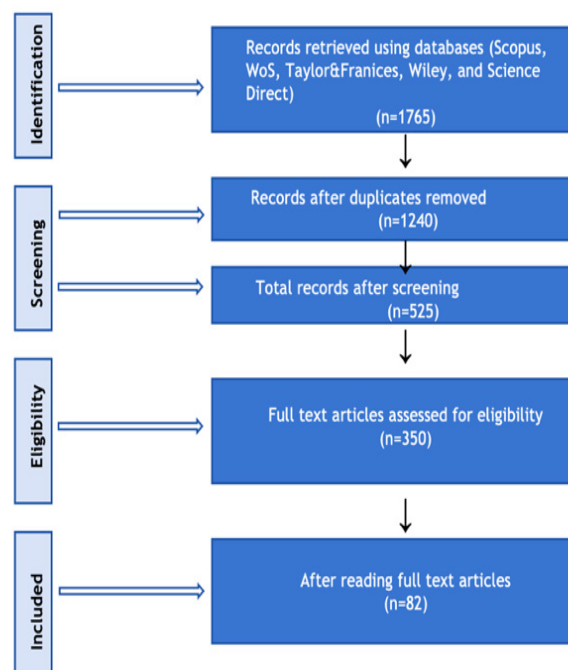 Identification
Records retrieved using databases (Scopus,
WoS, Taylor&Franices, Wiley, and Science
Direct)
(n=1765)
Screening
Records after duplicates removed
(n=1240)
Total records after screening
(n=525)
Eligibility
Full text articles assessed for eligibility
(n=350)
Included
After reading full text articles
(n=82)